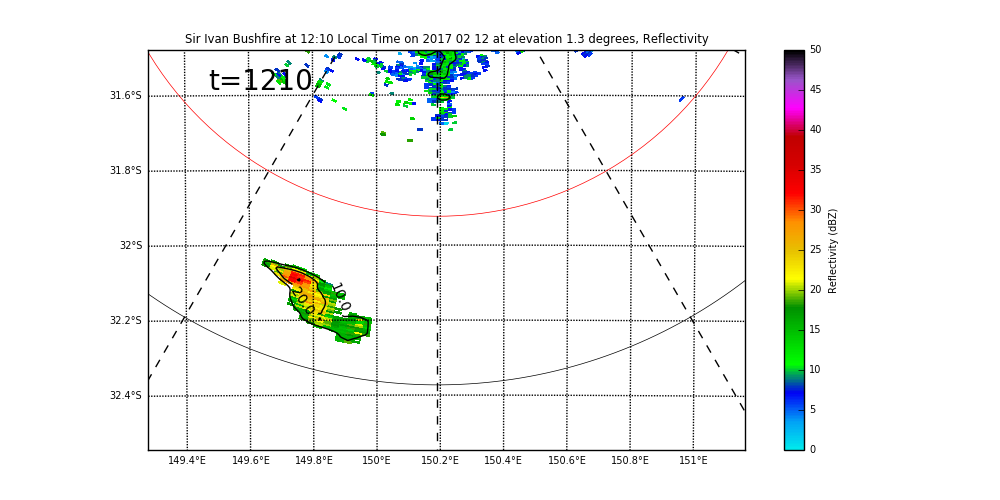 Sir Ivan Bushfire at 12:10 Local Time on 2017 02 12 at elevation 1.3 degrees, Reflectivity
t=1210
31.6°S
31.8°S
32°S
32.2°S
32.4°S
20.0
10.0
149.4°E 149.6°E 149.8°E 150°E 150.2°E 150.4°E 150.6°E 150.8°E 151°E
50
45
40
35
30
25
20
15
10
5
0
Reflectivity (dBZ)